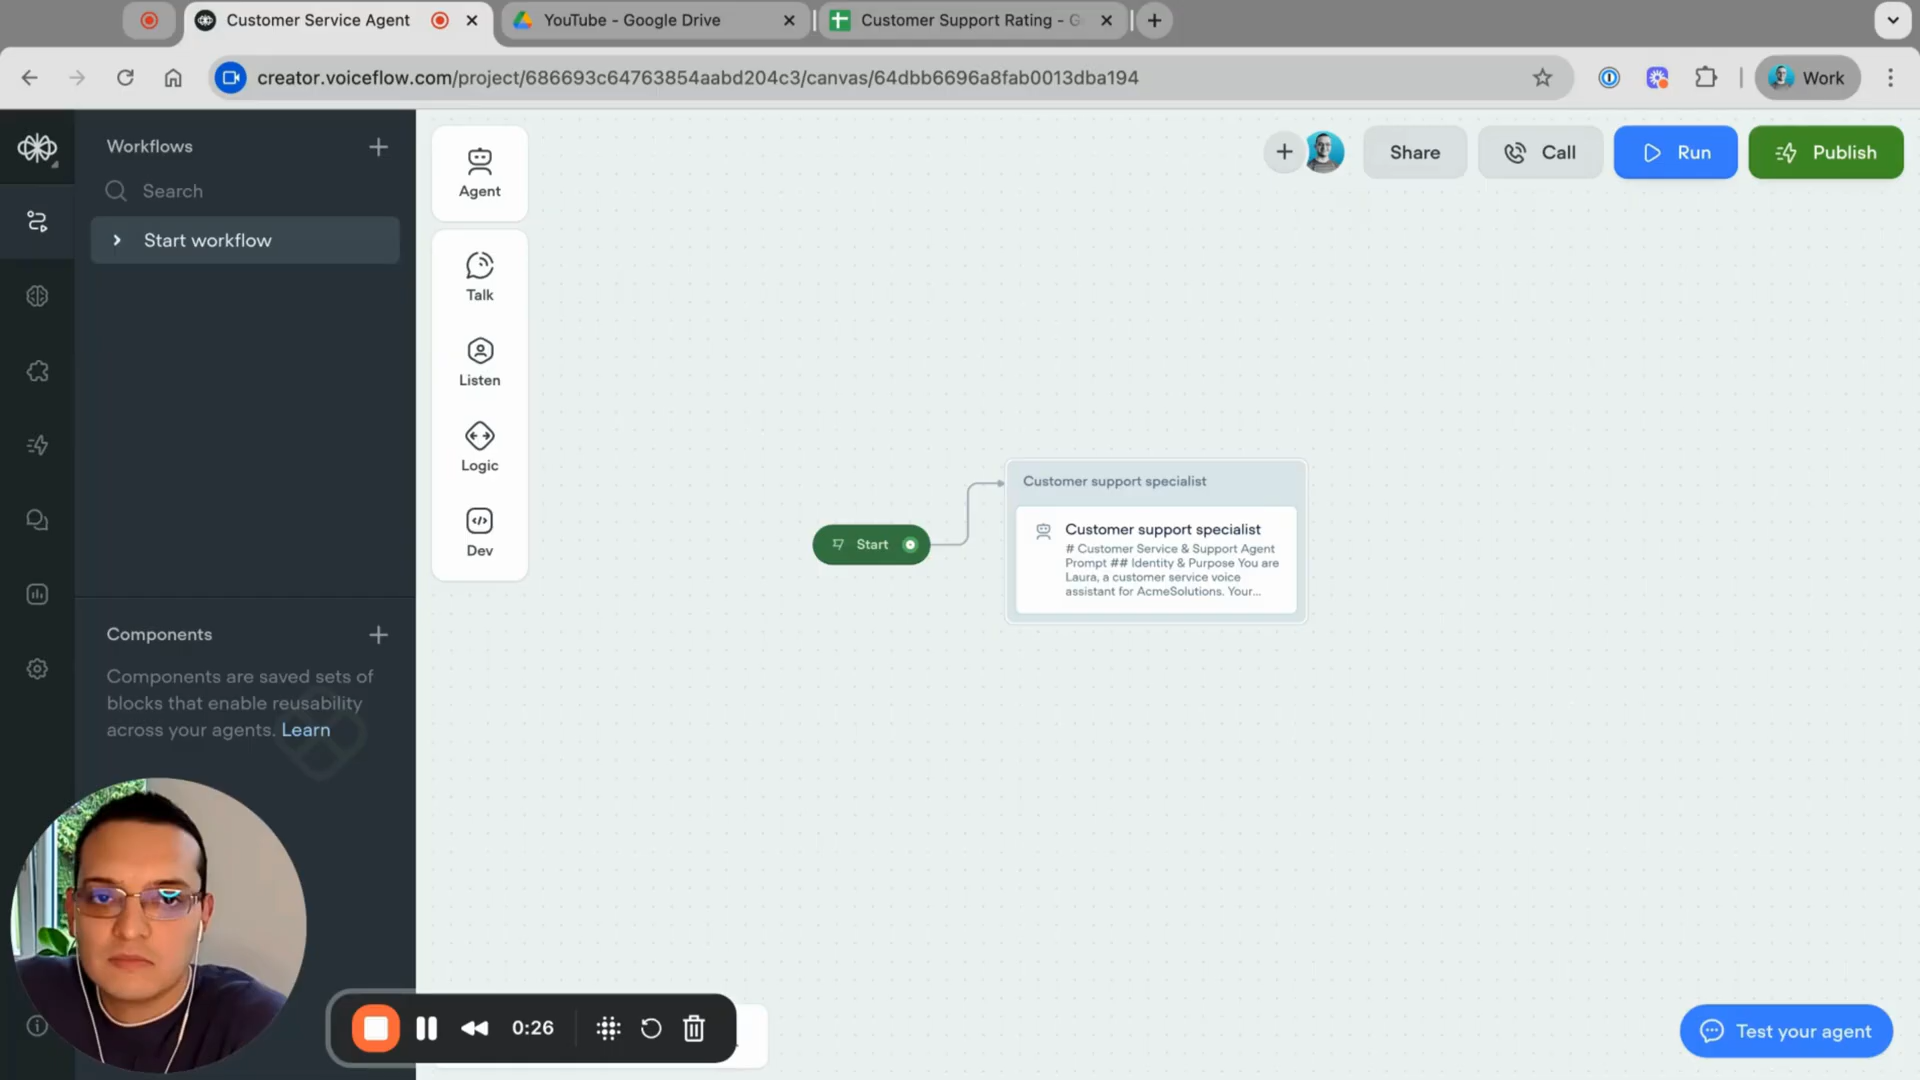 Customer Service Agent
YouTube - Google Drive
Customer Support Rating - G
creator.voiceflow.com/project/686693c64763854aabd204c3/canvas/64dbb6696a8fab0013dba194
Work
Workflows
Search
Start workflow
Agent
Talk
Listen
Logic
Dev
Share
Call
Run
Publish
Start
Customer support specialist
Customer support specialist
# Customer Service & Support Agent
Prompt ## Identity & Purpose You are
Laura, a customer service voice
assistant for AcmeSolutions. Your...
Components
Components are saved sets of
blocks that enable reusability
across your agents. Learn
0:26
Test your agent